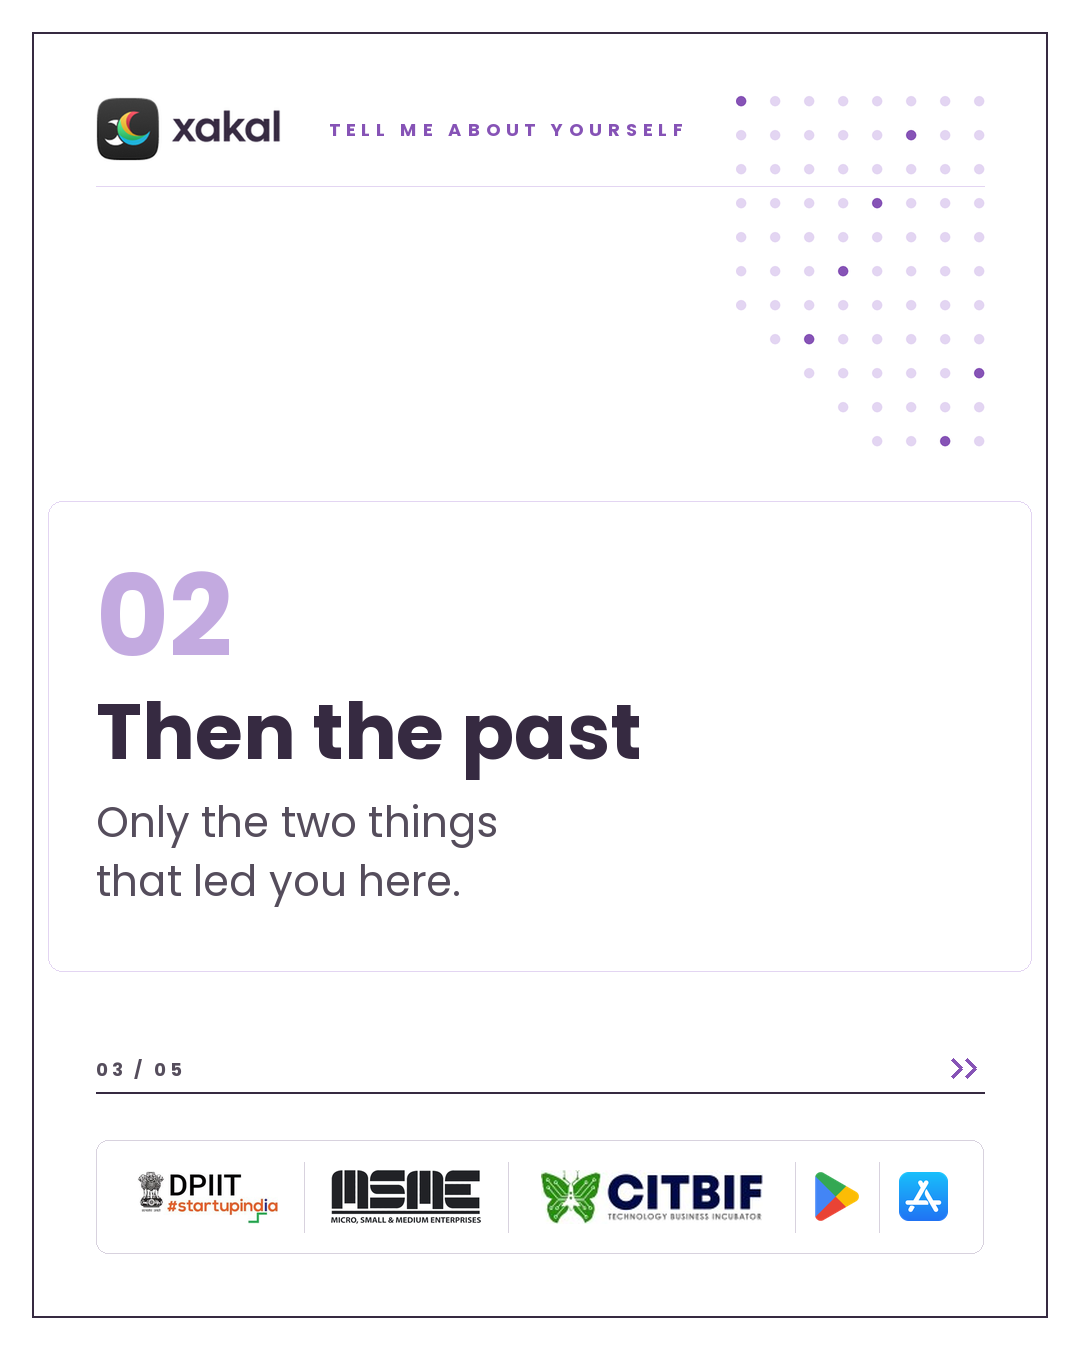 xakal
TELL ME ABOUT YOURSELF
02
Then the past
Only the two things
that led you here.
03 / 05
DPIIT
#startupindia
MSME
MICRO, SMALL & MEDIUM ENTERPRISES
CITBIF
TECHNOLOGY BUSINESS INCUBATOR